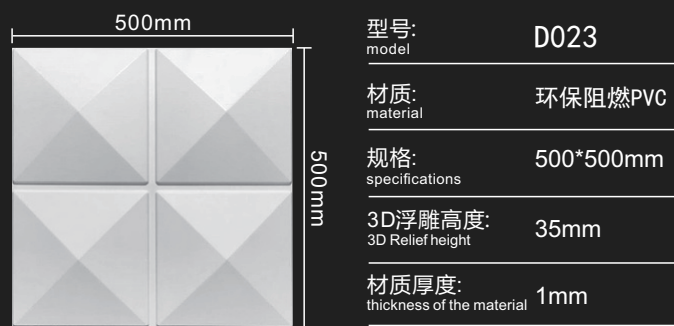 500mm
500mm
型号:
model
D023
材质:
material
环保阻燃PVC
规格:
specifications
500*500mm
3D浮雕高度:
3D Relief height
35mm
材质厚度:
thickness of the material
1mm